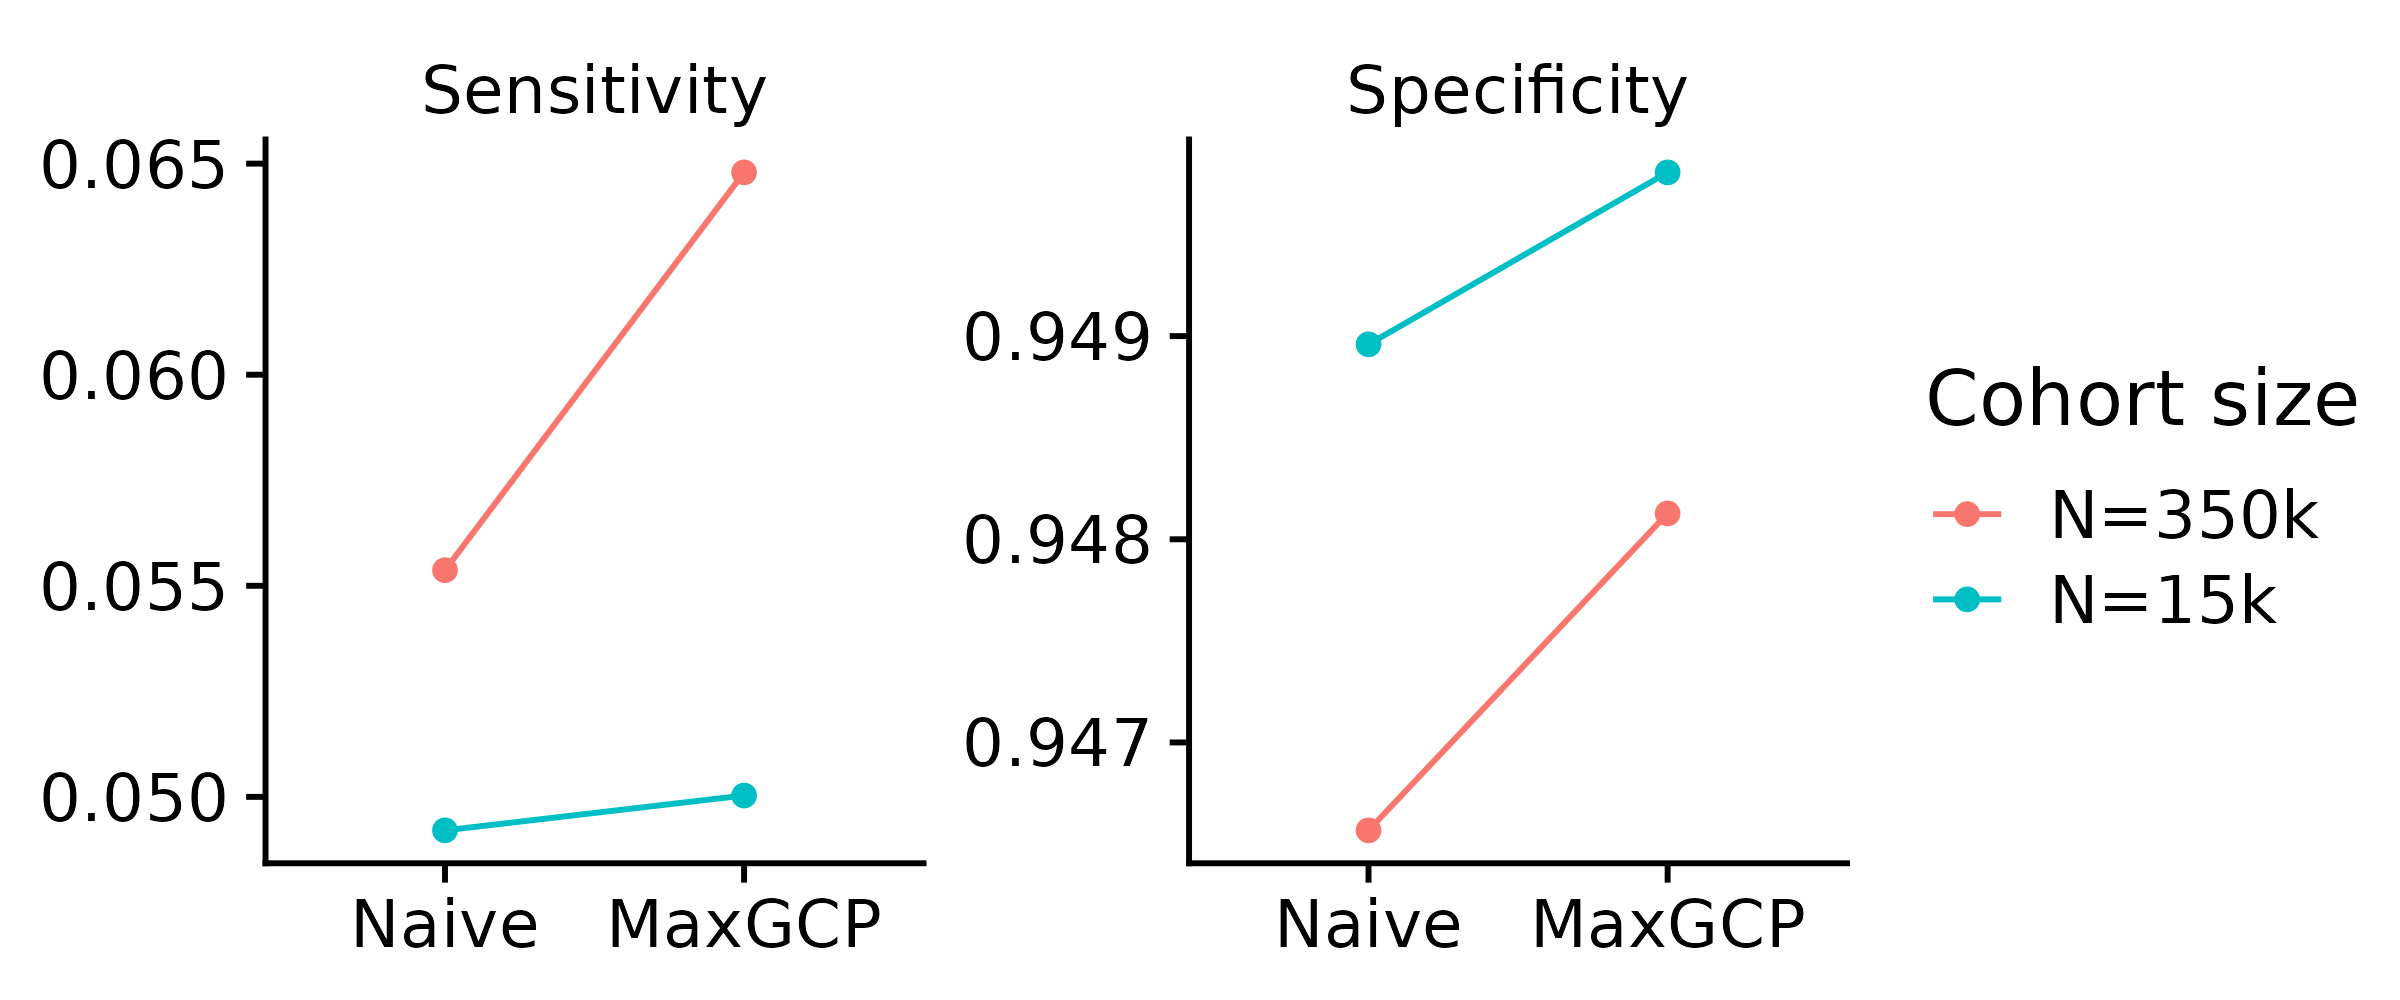 Sensitivity
0.065
0.060
0.055
0.050
Naive MaxGCP
Specificity
0.949
0.948
0.947
Naive MaxGCP
Cohort size
N=350k
N=15k